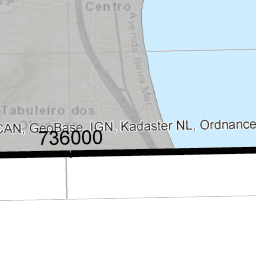 Centro
Avenida Beira Mar
Tabuleiro dos
CAN, GeoBase, IGN, Kadaster NL, Ordnance
736000